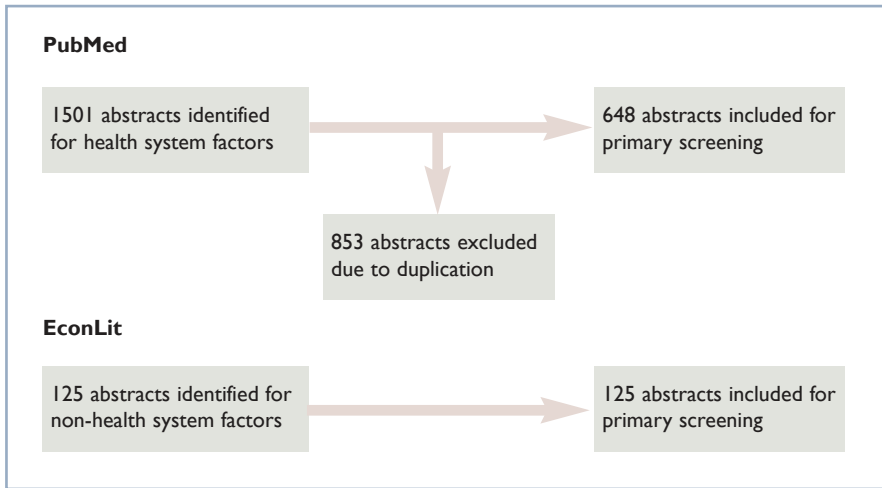 PubMed
1501 abstracts identified
for health system factors
648 abstracts included for
primary screening
853 abstracts excluded
due to duplication
EconLit
125 abstracts identified for
non-health system factors
125 abstracts included for
primary screening